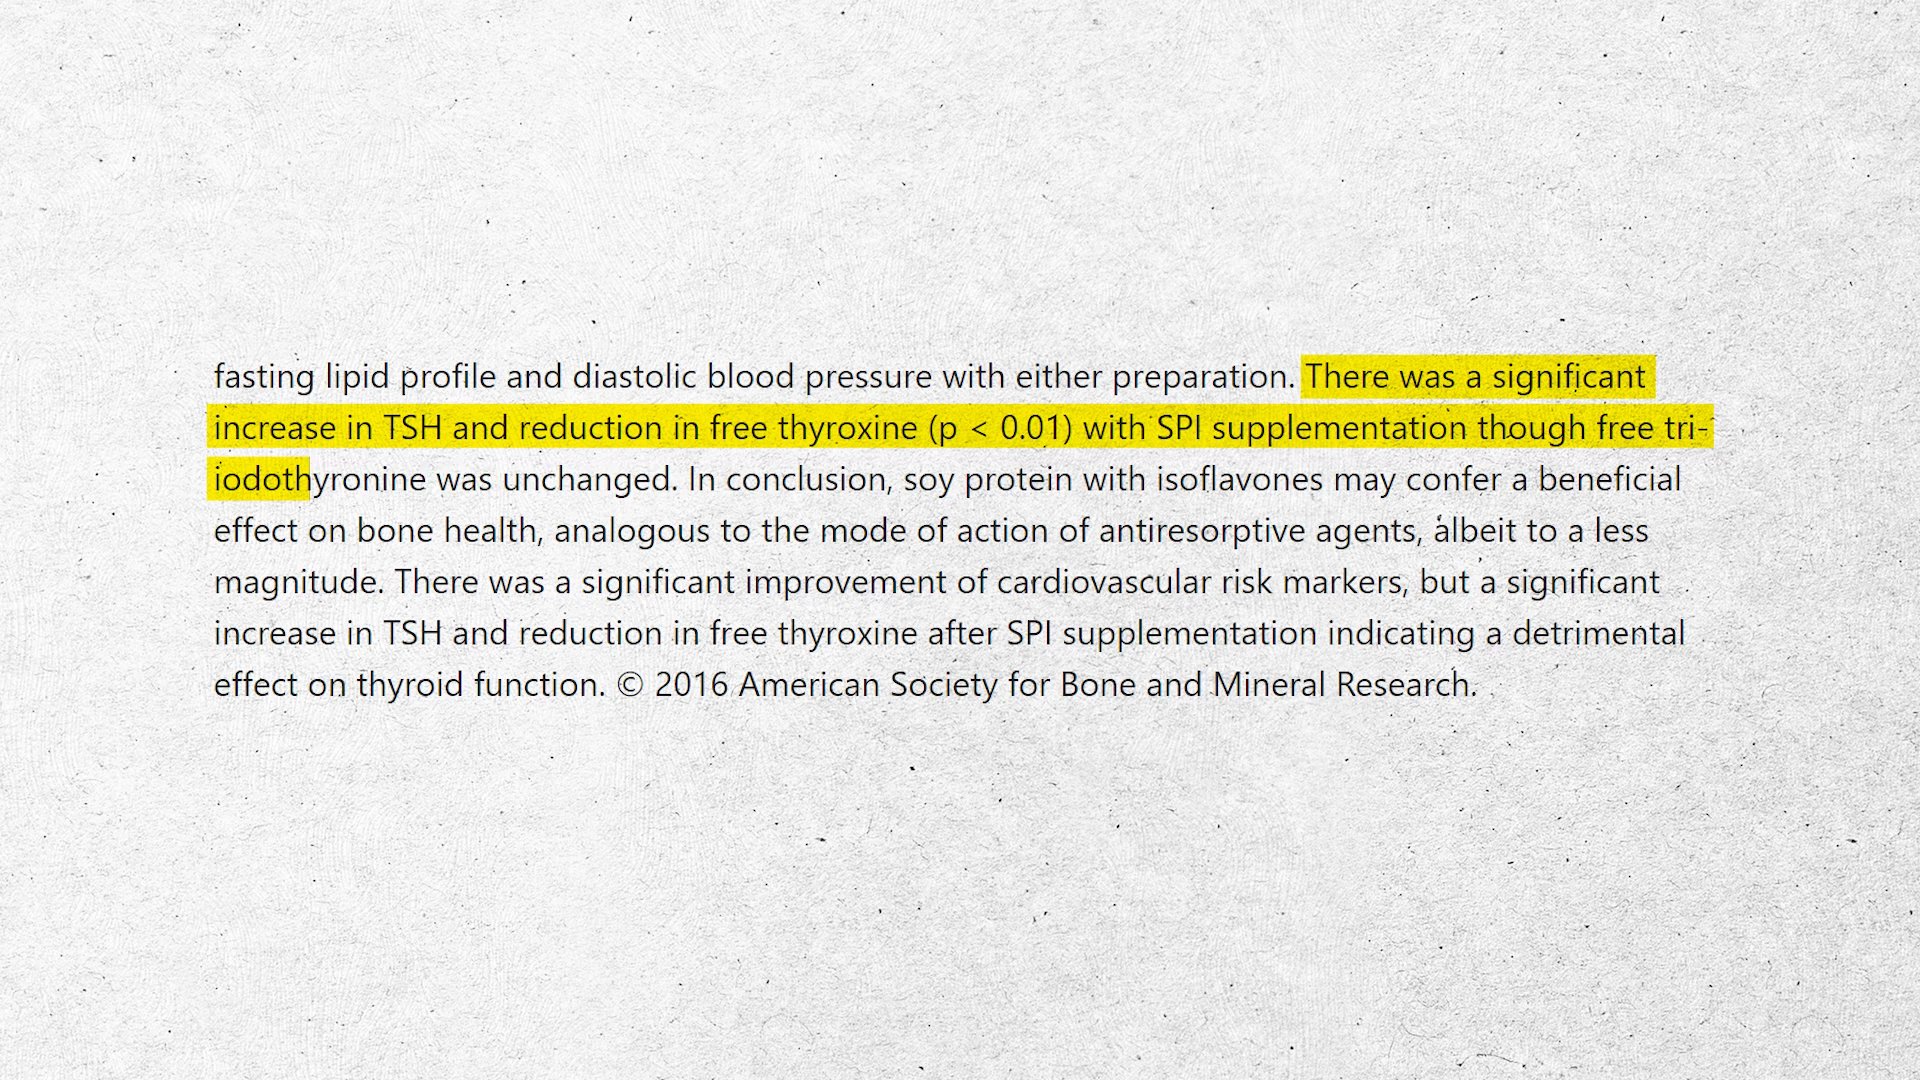 fasting lipid profile and diastolic blood pressure with either preparation. There was a significant
increase in TSH and reduction in free thyroxine (p < 0.01) with SPI supplementation though free tri-
iodothyronine was unchanged. In conclusion, soy protein with isoflavones may confer a beneficial
effect on bone health, analogous to the mode of action of antiresorptive agents, albeit to a less
magnitude. There was a significant improvement of cardiovascular risk markers, but a significant
increase in TSH and reduction in free thyroxine after SPI supplementation indicating a detrimental
effect on thyroid function. © 2016 American Society for Bone and Mineral Research.